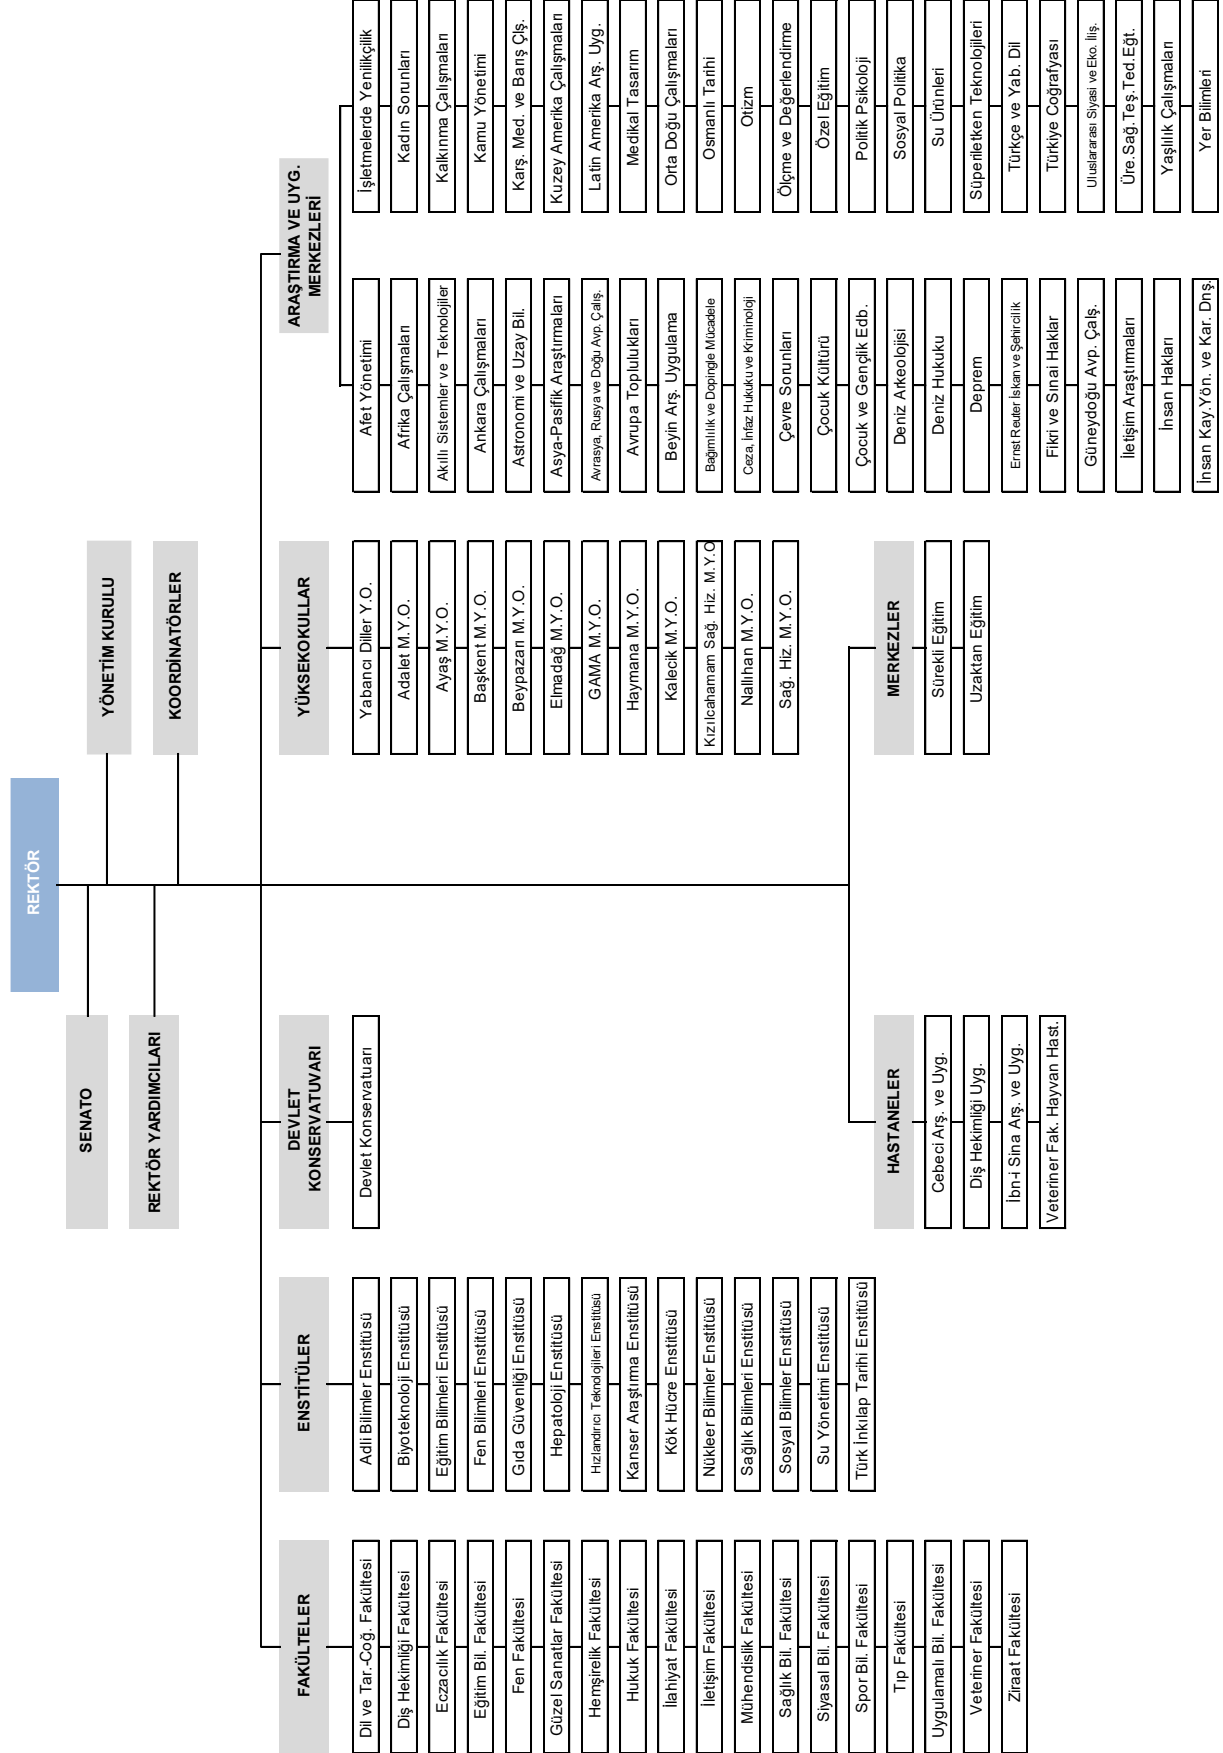 REKTÖR
SENATO
YÖNETİM KURULU
REKTÖR YARDIMCILARI
KOORDİNATÖRLER
FAKÜLTELER
Dil ve Tar.-Coğ. Fakültesi
Diş Hekimliği Fakültesi
Eczacılık Fakültesi
Eğitim Bil. Fakültesi
Fen Fakültesi
Güzel Sanatlar Fakültesi
Hemşirelik Fakültesi
Hukuk Fakültesi
İlahiyat Fakültesi
İletişim Fakültesi
Mühendislik Fakültesi
Sağlık Bil. Fakültesi
Siyasal Bil. Fakültesi
Spor Bil. Fakültesi
Tıp Fakültesi
Uygulamalı Bil. Fakültesi
Veteriner Fakültesi
Ziraat Fakültesi
ENSTİTÜLER
Adli Bilimler Enstitüsü
Biyoteknoloji Enstitüsü
Eğitim Bilimleri Enstitüsü
Fen Bilimleri Enstitüsü
Gıda Güvenliği Enstitüsü
Hepatoloji Enstitüsü
Hızlandırıcı Teknolojileri Enstitüsü
Kanser Araştırma Enstitüsü
Kök Hücre Enstitüsü
Nükleer Bilimler Enstitüsü
Sağlık Bilimleri Enstitüsü
Sosyal Bilimler Enstitüsü
Su Yönetimi Enstitüsü
Türk İnkılap Tarihi Enstitüsü
DEVLET
KONSERVATUVARI
Devlet Konservatuarı
YÜKSEKOKULLAR
Yabancı Diller Y.O.
Adalet M.Y.O.
Ayaş M.Y.O.
Başkent M.Y.O.
Beypazarı M.Y.O.
Elmadağ M.Y.O.
GAMA M.Y.O.
Haymana M.Y.O.
Kalecik M.Y.O.
Kızılcahamam Sağ. Hiz. M.Y.O
Nallıhan M.Y.O.
Sağ. Hiz. M.Y.O.
ARAŞTIRMA VE UYG.
MERKEZLERİ
Afet Yönetimi
Afrika Çalışmaları
Akıllı Sistemler ve Teknolojiler
Ankara Çalışmaları
Astronomi ve Uzay Bil.
Asya-Pasifik Araştırmaları
Avrasya, Rusya ve Doğu Avp. Çalış.
Avrupa Toplukları
Beyin Arş. Uygulama
Bağımlılık ve Dopingle Mücadele
Ceza, İnfaz Hukuku ve Kriminoloji
Çevre Sorunları
Çocuk Kültürü
Çocuk ve Gençlik Edb.
Deniz Arkeolojisi
Deniz Hukuku
Deprem
Ernst Reuter İskan ve Şehircilik
Fikri ve Sınai Haklar
Güneydoğu Avp. Çalş.
İletişim Araştırmaları
İnsan Hakları
İnsan Kay.Yön. ve Kar. Dnş.
İşletmelerde Yenilikçilik
Kadın Sorunları
Kalkınma Çalışmaları
Kamu Yönetimi
Karş. Med. ve Barış Çlş.
Kuzey Amerika Çalışmaları
Latin Amerika Arş. Uyg.
Medikal Tasarım
Orta Doğu Çalışmaları
Osmanlı Tarihi
Otizm
Ölçme ve Değerlendirme
Özel Eğitim
Politik Psikoloji
Sosyal Politika
Su Ürünleri
Süperiletken Teknolojileri
Türkçe ve Yab. Dil
Türkiye Coğrafyası
Uluslararası Siyasi ve Eko. İliş.
Üre.Sağ.Teş.Ted.Eğt.
Yaşlılık Çalışmaları
Yer Bilimleri
HASTANELER
Cebeci Arş. ve Uyg.
Diş Hekimliği Uyg.
İbn-i Sina Arş. ve Uyg.
Veteriner Fak. Hayvan Hast.
MERKEZLER
Sürekli Eğitim
Uzaktan Eğitim